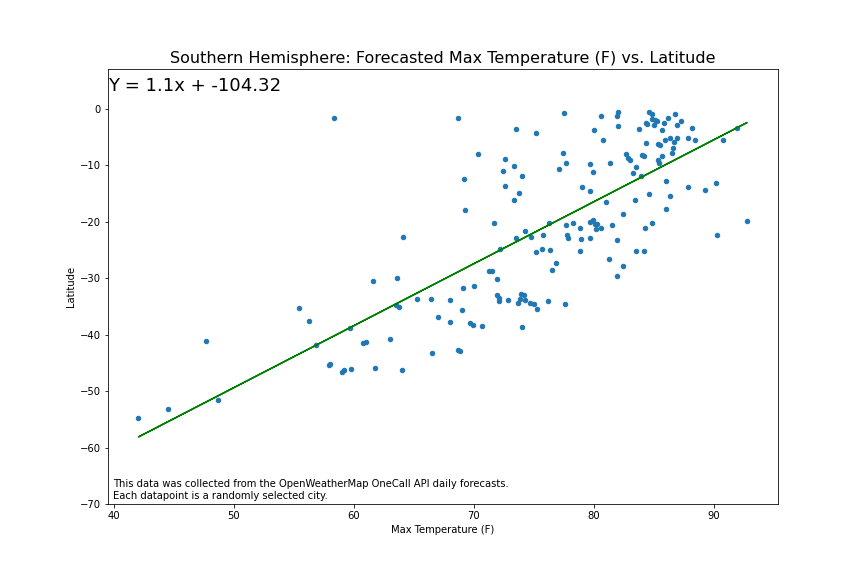 Southern Hemisphere: Forecasted Max Temperature (F) vs. Latitude
Y = 1.1x + -104.32
0
−10
−20
−30
−40
−50
−60
−70
Latitude
This data was collected from the OpenWeatherMap OneCall API daily forecasts.
Each datapoint is a randomly selected city.
40 50 60 70 80 90
Max Temperature (F)